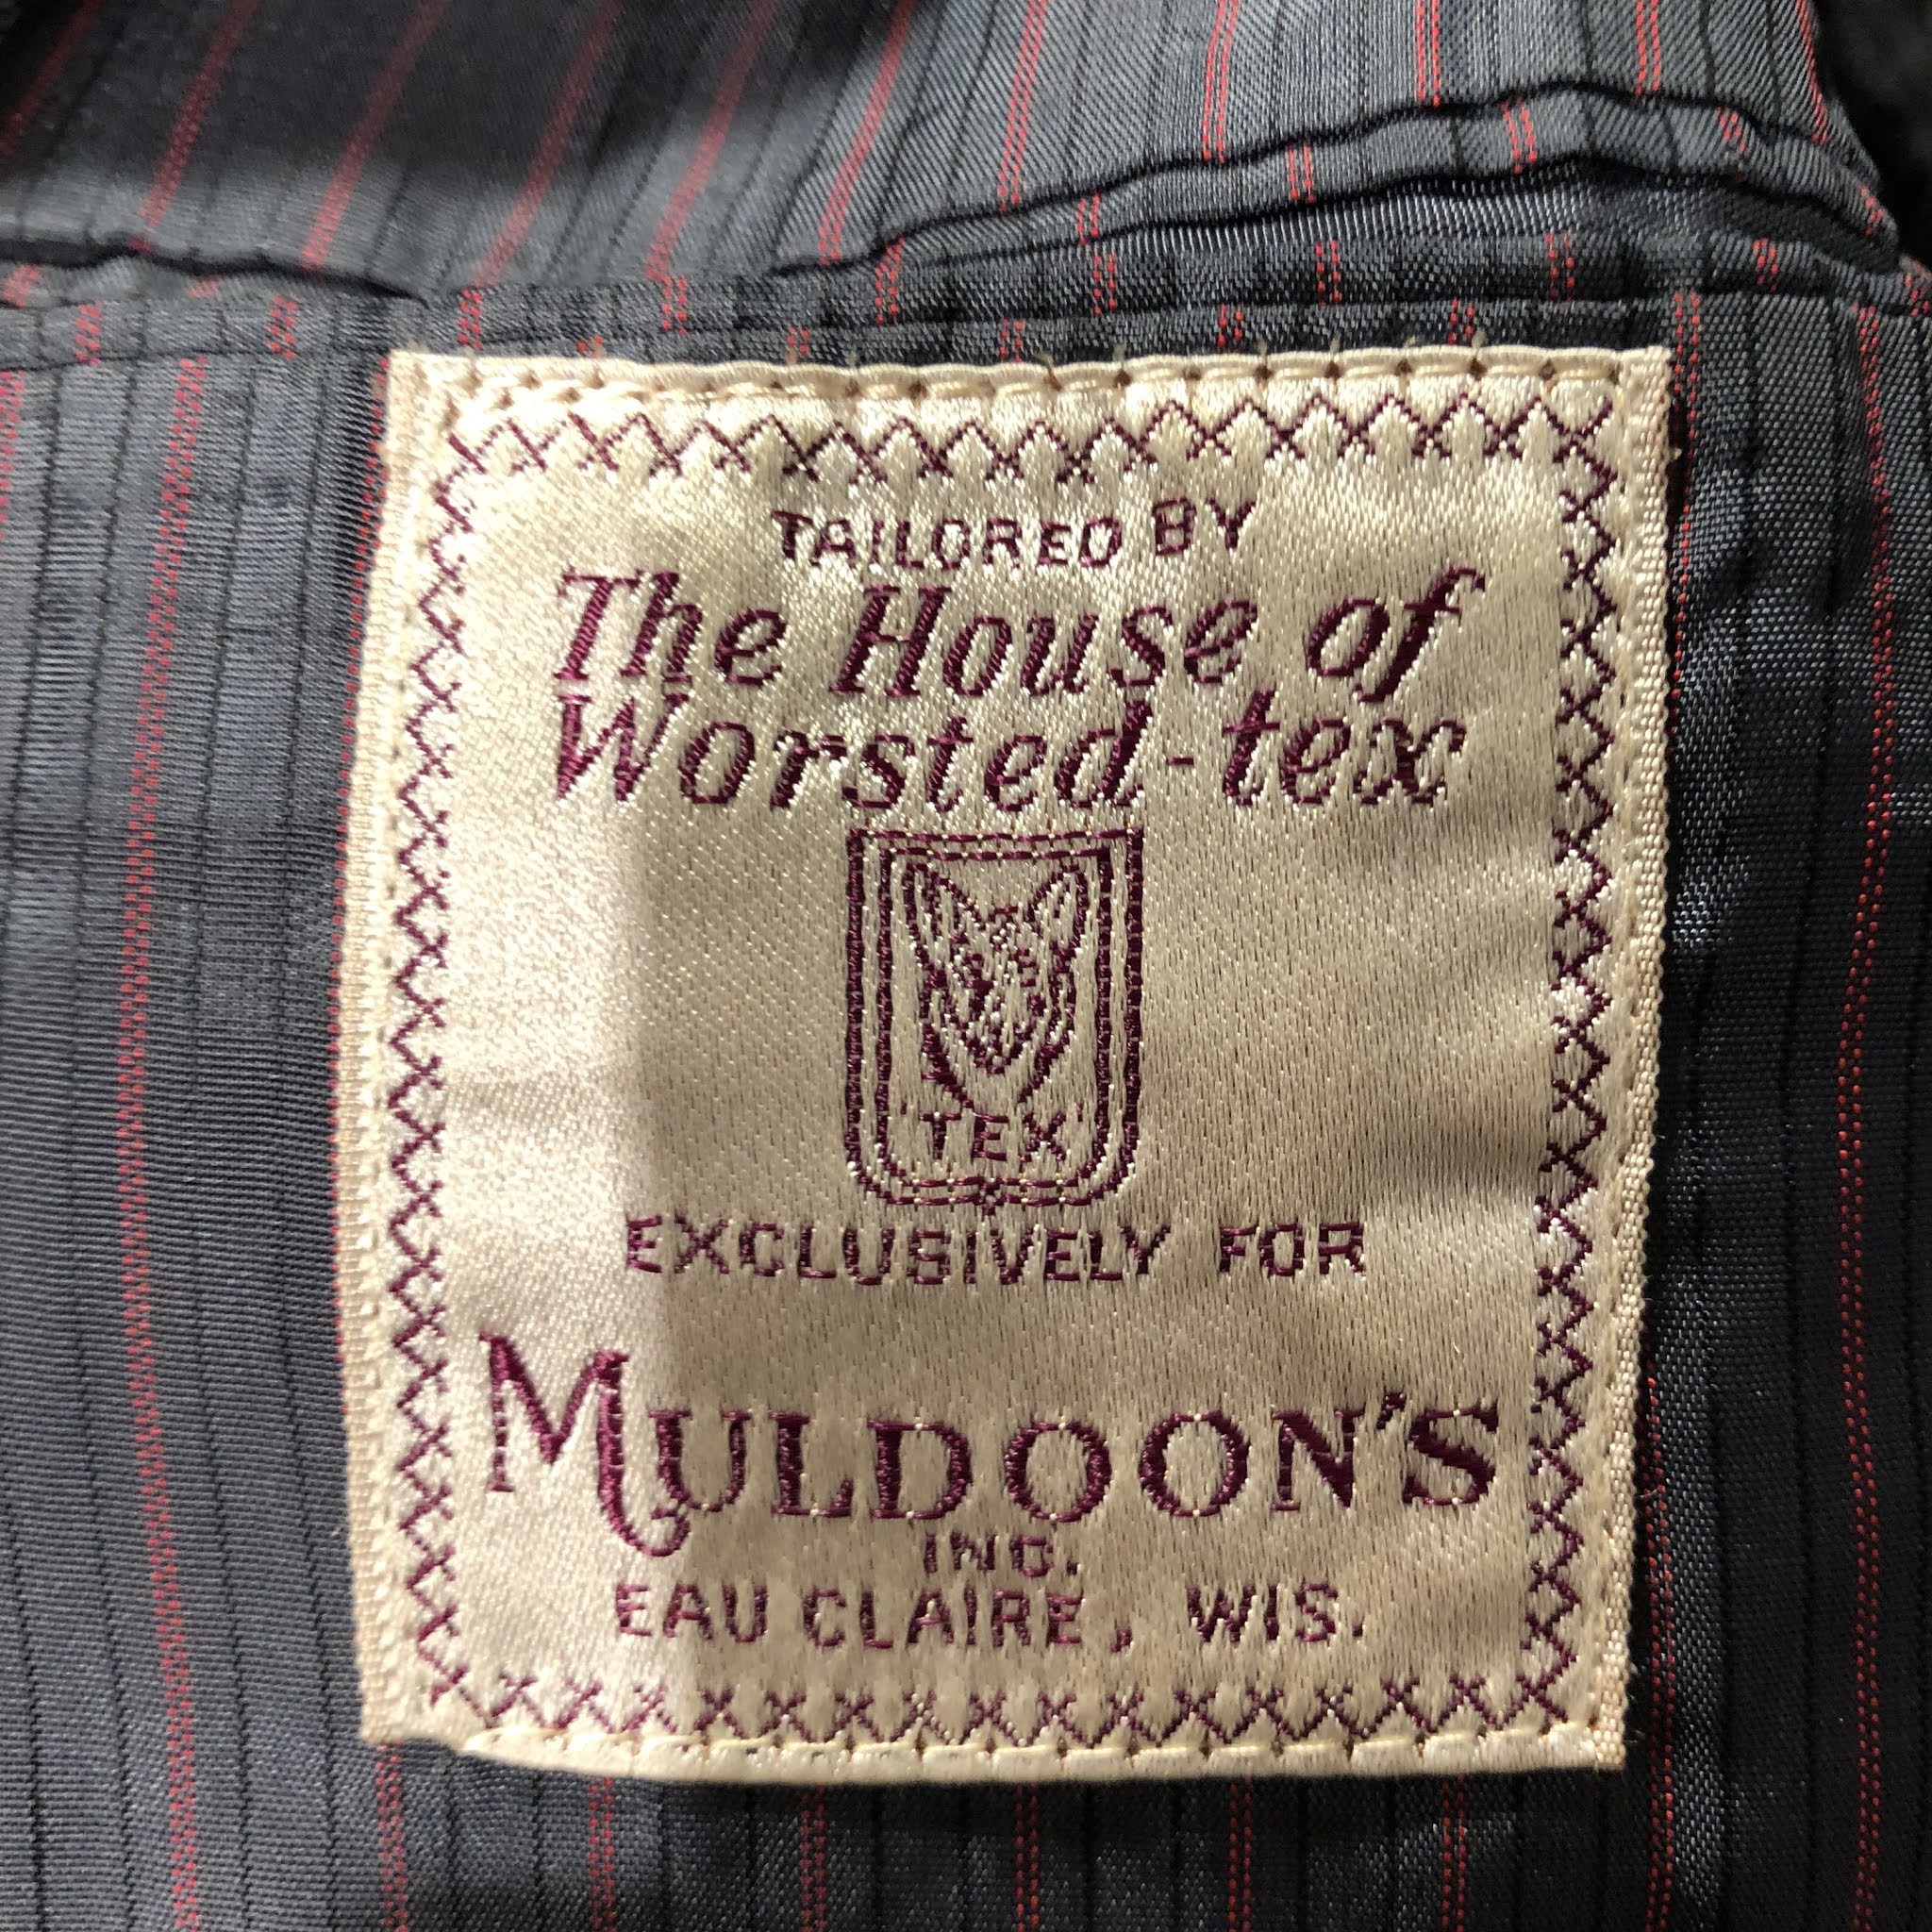 TAILORED BY
The House of
Worsted-tex
'TEX'
EXCLUSIVELY FOR
MULDOON'S
INC.
EAU CLAIRE, WIS.